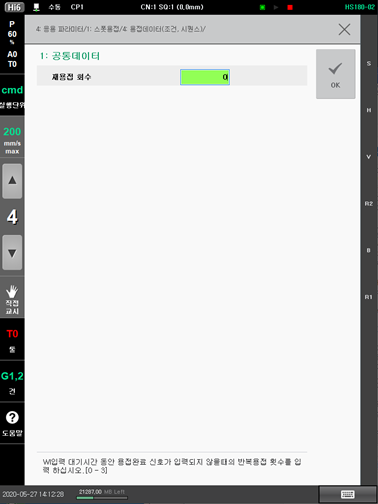 Hi6 수동 CP1 CN:1 SQ:1 (0,0mm) HS180-02
P
60
%
A0
T0
cmd
실행단위
200
mm/s
max
4
직접
교시
T0
툴
G1,2
건
도움말
4: 응용 파라미터/1: 스폿용접/4: 용접데이터(조건, 시퀀스)/
1: 공통데이터
재용접 회수 0
OK
S
H
V
R2
B
R1
WI입력 대기시간 동안 용접완료 신호가 입력되지 않을때의 반복용접 횟수를 입
력 하십시오.[0 - 3]
2020-05-27 14:12:28 21287,00 MB Left